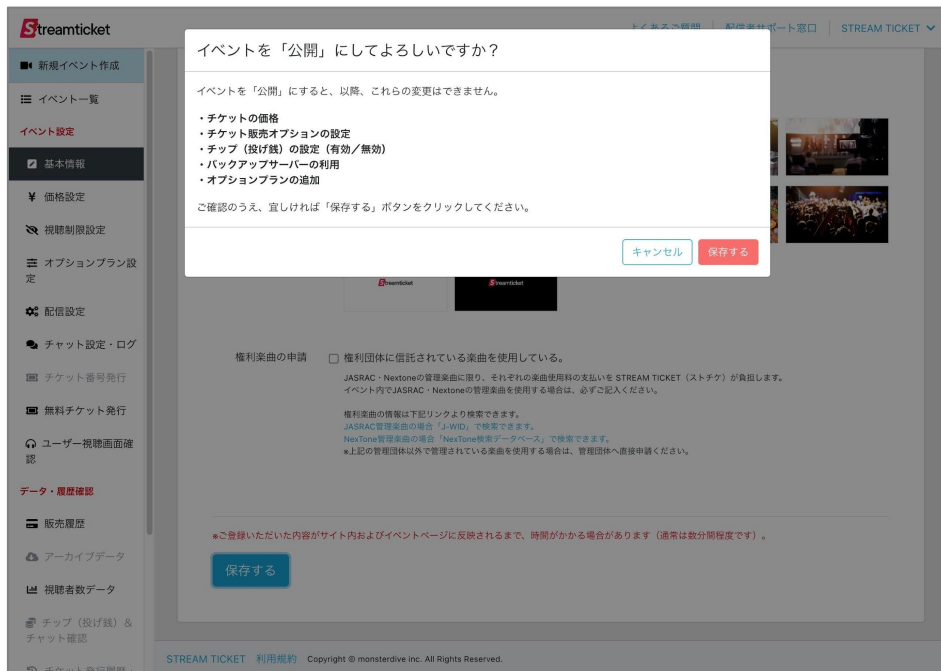 Streamticket
よくあるご質問
配信者サポート窓口
STREAM TICKET
新規イベント作成
イベント一覧
イベント設定
基本情報
¥ 価格設定
視聴制限設定
オプションプラン設
定
配信設定
チャット設定・ログ
チケット番号発行
無料チケット発行
ユーザー視聴画面確
認
データ・履歴確認
販売履歴
アーカイブデータ
視聴者数データ
チップ（投げ銭）&
チャット確認
イベントを「公開」にしてよろしいですか？
イベントを「公開」にすると、以降、これらの変更はできません。
・チケットの価格
・チケット販売オプションの設定
・チップ（投げ銭）の設定（有効／無効）
・バックアップサーバーの利用
・オプションプランの追加
ご確認のうえ、宜しければ「保存する」ボタンをクリックしてください。
キャンセル
保存する
Streamticket
Streamticket
権利楽曲の申請
権利団体に信託されている楽曲を使用している。
JASRAC・Nextoneの管理楽曲に限り、それぞれの楽曲使用料の支払いを STREAM TICKET（ストチケ）が負担します。
イベント内でJASRAC・Nextoneの管理楽曲を使用する場合は、必ずご記入ください。
権利楽曲の情報は下記リンクより検索できます。
JASRAC管理楽曲の場合「J-WID」で検索できます。
NexTone管理楽曲の場合「NexTone検索データベース」で検索できます。
※上記の管理団体以外で管理されている楽曲を使用する場合は、管理団体へ直接申請ください。
※ご登録いただいた内容がサイト内およびイベントページに反映されるまで、時間がかかる場合があります（通常は数分間程度です）。
保存する
STREAM TICKET
利用規約
Copyright © monsterdive inc. All Rights Reserved.